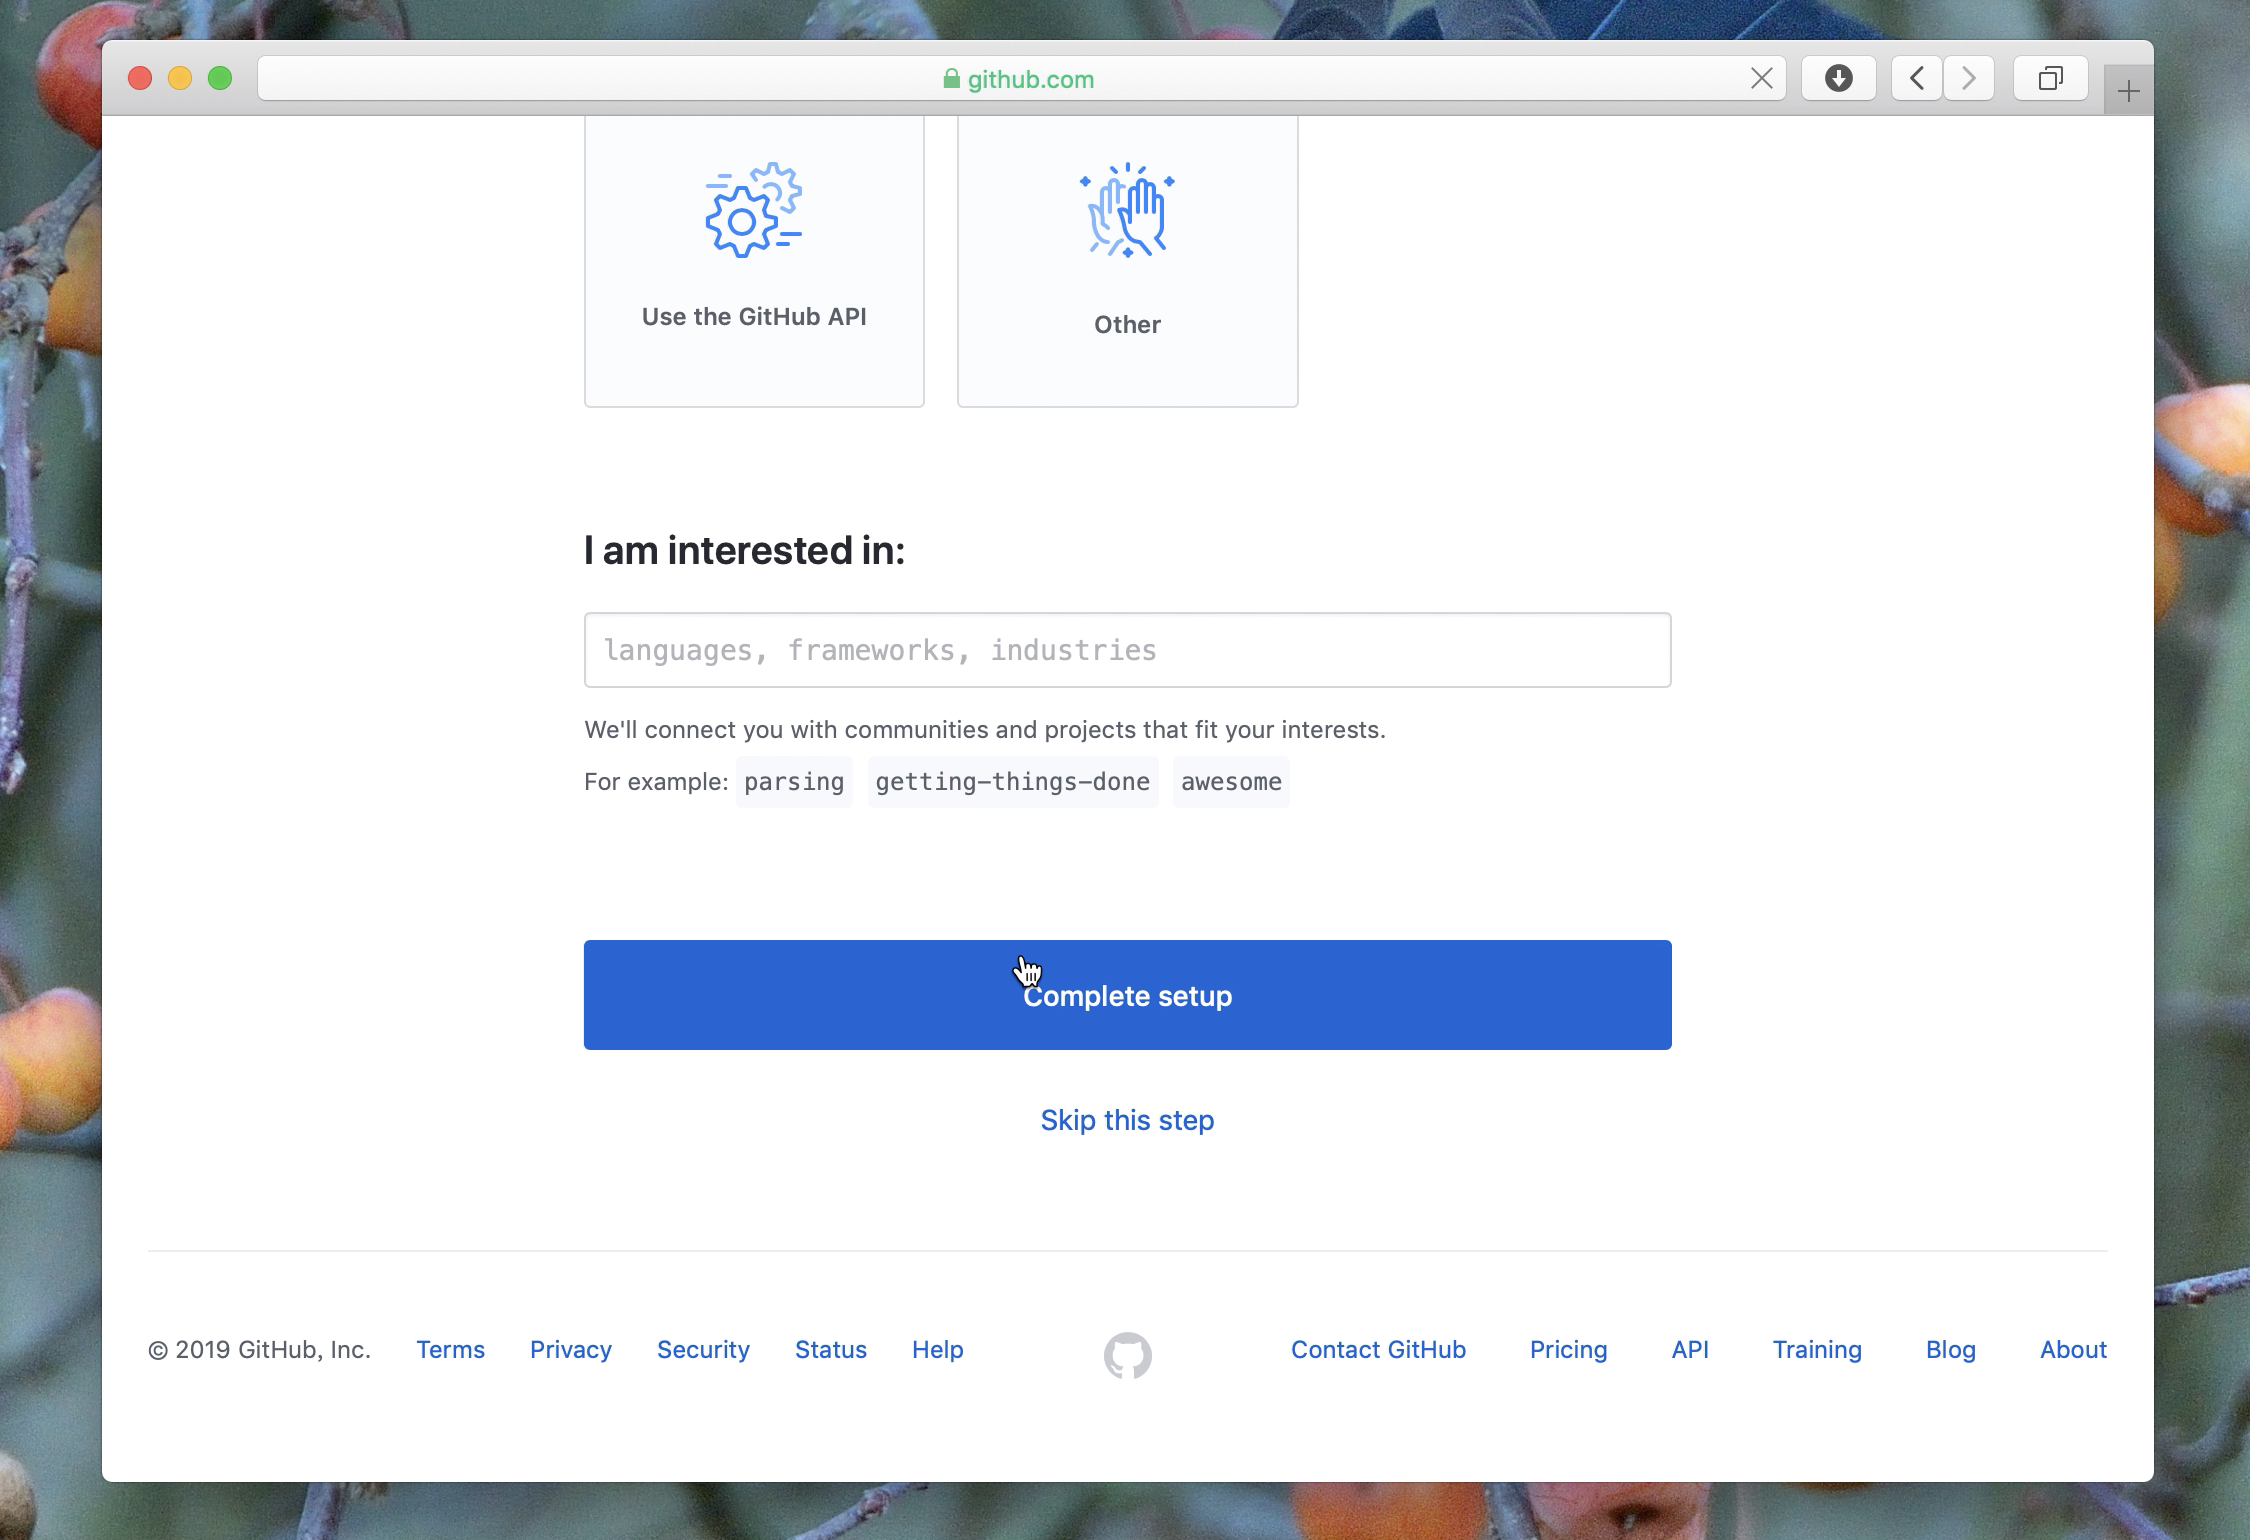 github.com
Use the GitHub API
Other
I am interested in:
languages, frameworks, industries
We'll connect you with communities and projects that fit your interests.
For example: parsing getting-things-done awesome
Complete setup
Skip this step
© 2019 GitHub, Inc. Terms Privacy Security Status Help Contact GitHub Pricing API Training Blog About